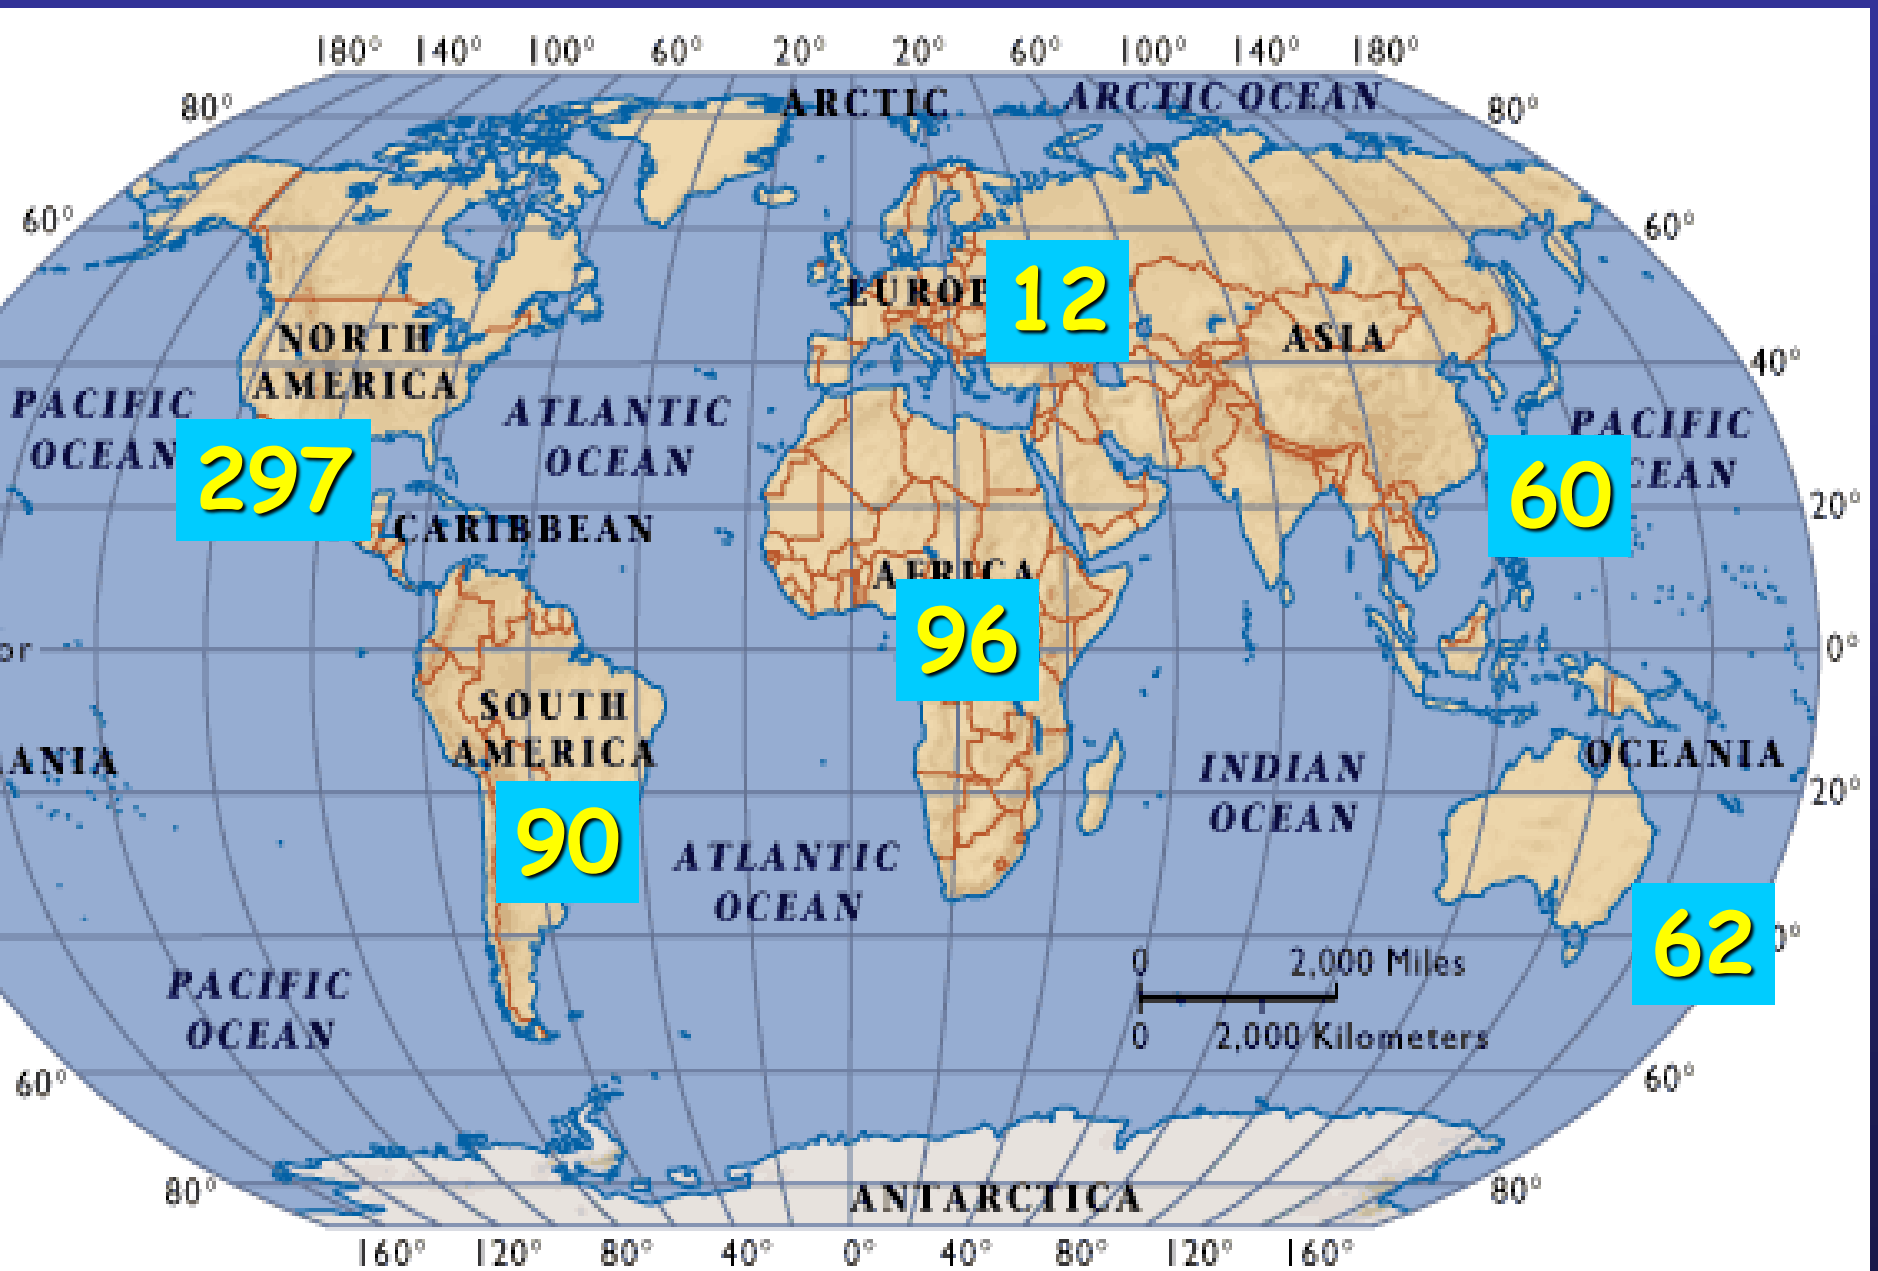 180° 140° 100° 60° 20° 20° 60° 100° 140° 180°
ARCTIC
ARCTIC OCEAN
80°
80°
60°
60°
EUROP
12
NORTH
AMERICA
ASIA
40°
PACIFIC
OCEAN
ATLANTIC
OCEAN
PACIFIC
CEAN
297
60
20°
CARIBBEAN
AFRICA
96
or
0°
SOUTH
AMERICA
ANIA
OCEANIA
INDIAN
OCEAN
20°
90
ATLANTIC
OCEAN
62
0°
PACIFIC
OCEAN
0 2,000 Miles
0 2,000 Kilometers
60°
60°
80°
80°
ANTARCTICA
160° 120° 80° 40° 0° 40° 80° 120° 160°